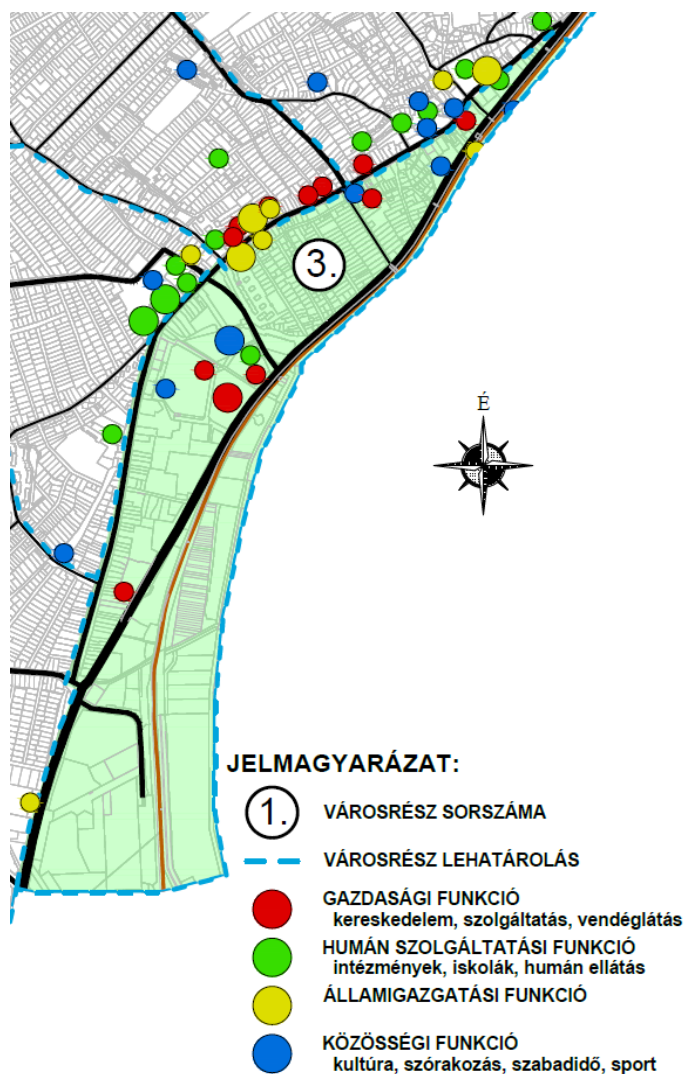 3.
É
JELMAGYARÁZAT:
1. VÁROSRÉSZ SORSZÁMA
VÁROSRÉSZ LEHATÁROLÁS
GAZDASÁGI FUNKCIÓ
kereskedelem, szolgáltatás, vendéglátás
HUMÁN SZOLGÁLTATÁSI FUNKCIÓ
intézmények, iskolák, humán ellátás
ÁLLAMIGAZGATÁSI FUNKCIÓ
KÖZÖSSÉGI FUNKCIÓ
kultúra, szórakozás, szabadidő, sport